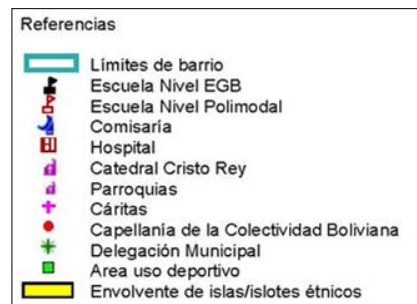 Referencias
Límites de barrio
Escuela Nivel EGB
Escuela Nivel Polimodal
Comisaría
Hospital
Catedral Cristo Rey
Parroquias
Cáritas
Capellanía de la Colectividad Boliviana
Delegación Municipal
Area uso deportivo
Envolvente de islas/islotes étnicos